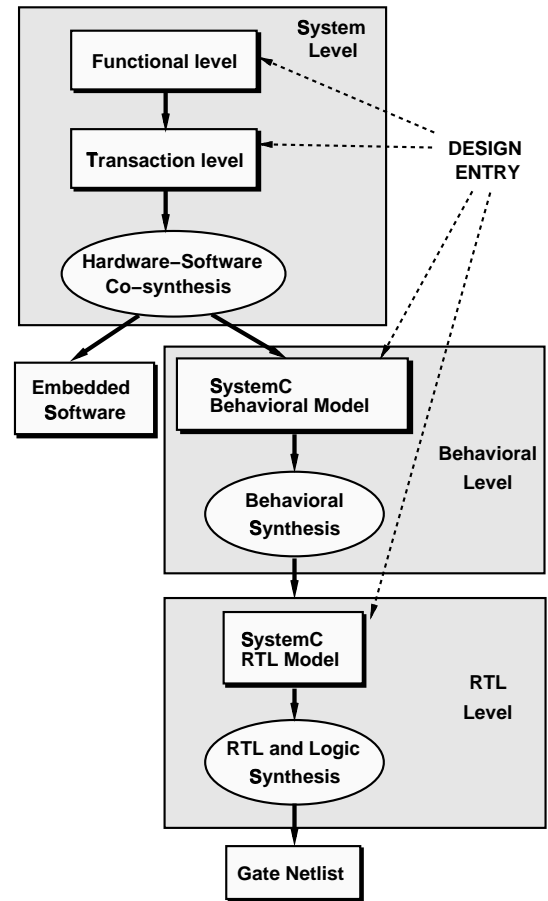 System
Level
Functional level
Transaction level
DESIGN
ENTRY
Hardware–Software
Co-synthesis
Embedded
Software
SystemC
Behavioral Model
Behavioral
Level
Behavioral
Synthesis
SystemC
RTL Model
RTL
Level
RTL and Logic
Synthesis
Gate Netlist